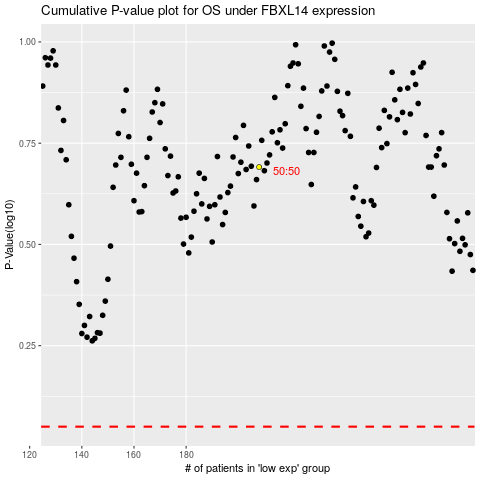 Cumulative P-value plot for OS under FBXL14 expression
1.00
0.75
50:50
P-Value(log10)
0.50
0.25
120 140 160 180
# of patients in 'low exp' group